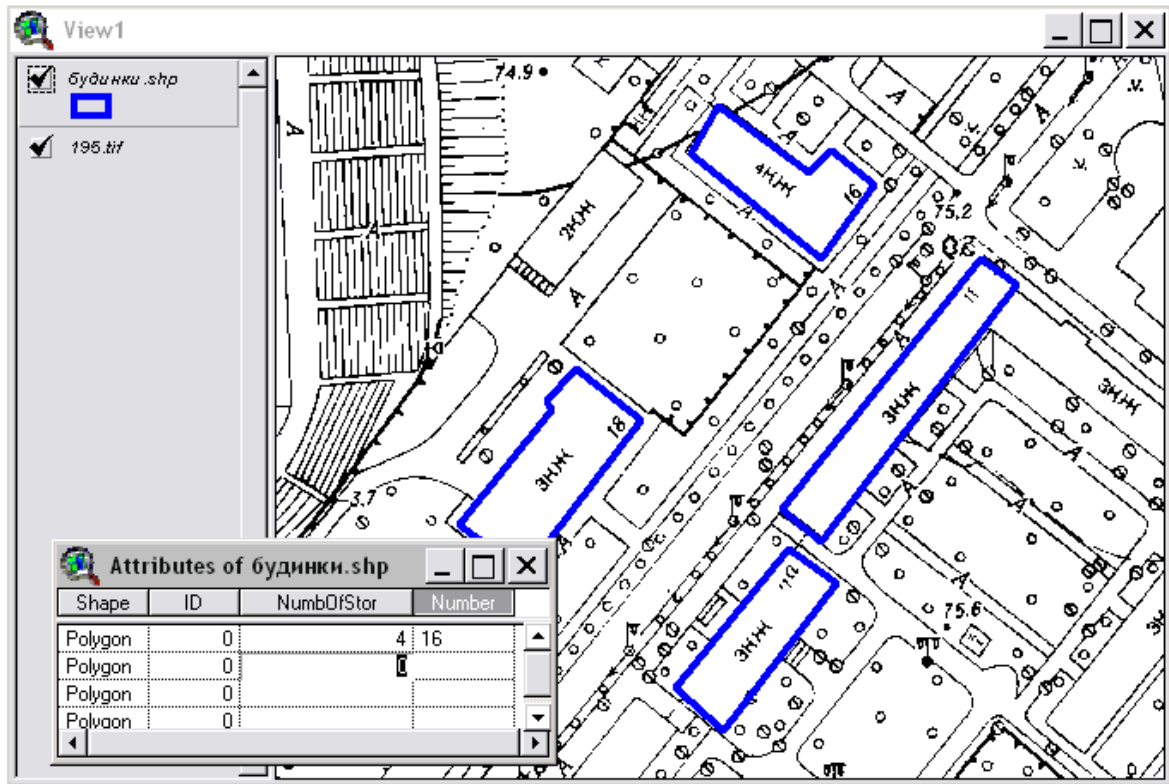 View1
будинки.shp
195.tif
74.9
А
А
А
4НЖ
16
А
2НЖ
А
А
75,2
А
11
3НЖ
3НЖ
А
18
3НЖ
3,7
А
А
А
75.6
3НЖ
Attributes of будинки.shp
Shape ID NumbOfStor Number
Polygon 0 4 16
Polygon 0 0
Polygon 0
Polygon 0